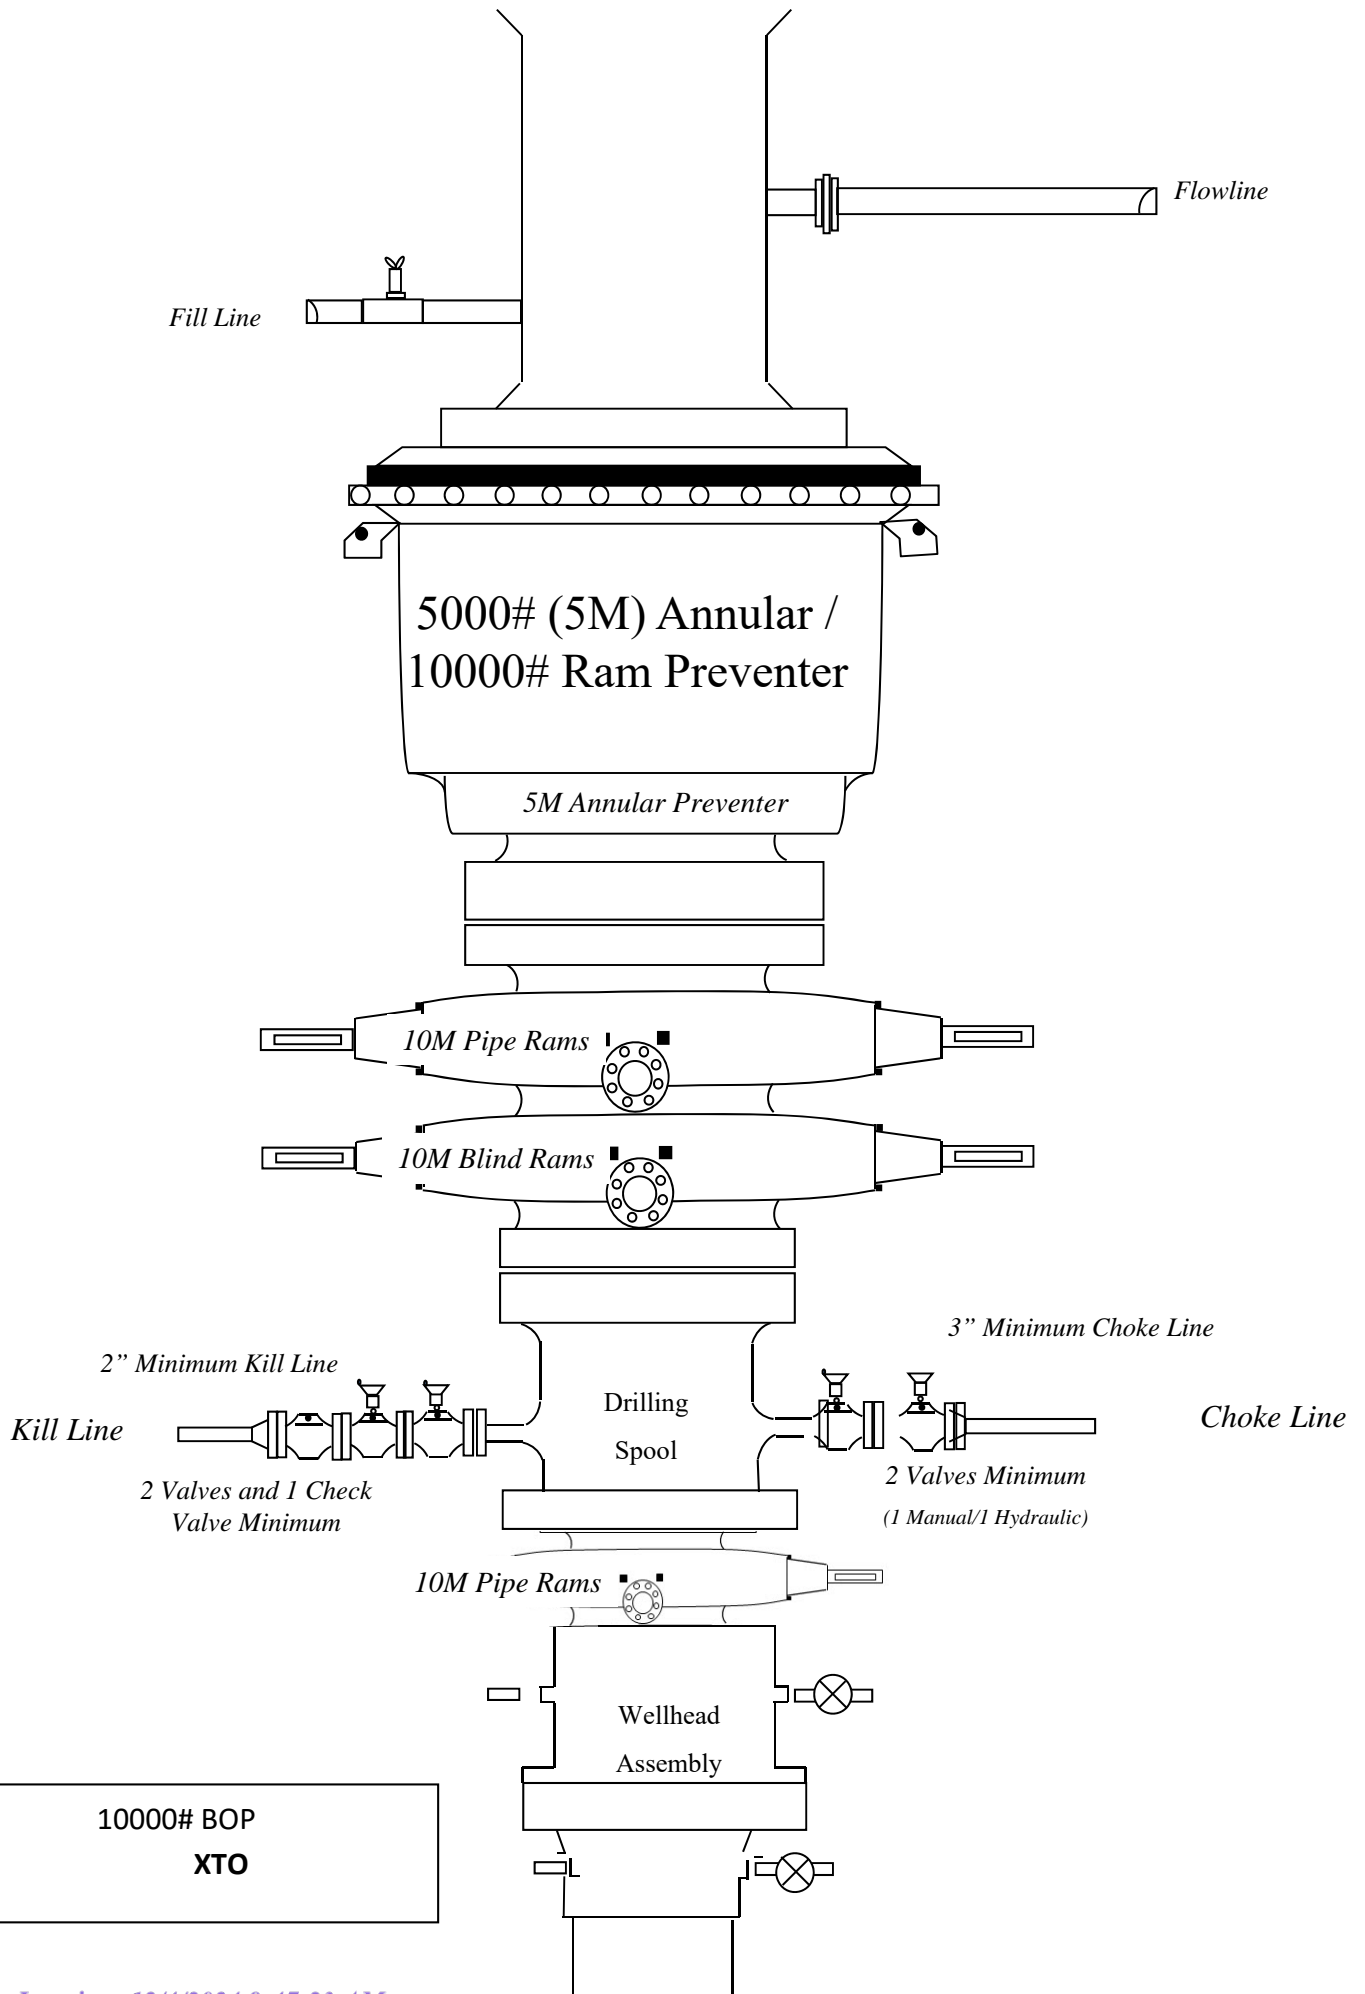 Flowline
Fill Line
5000# (5M) Annular /
10000# Ram Preventer
5M Annular Preventer
10M Pipe Rams
10M Blind Rams
3” Minimum Choke Line
2” Minimum Kill Line
Drilling
Spool
Kill Line
Choke Line
2 Valves and 1 Check
Valve Minimum
2 Valves Minimum
(1 Manual/1 Hydraulic)
10M Pipe Rams
Wellhead
Assembly
10000# BOP
XTO